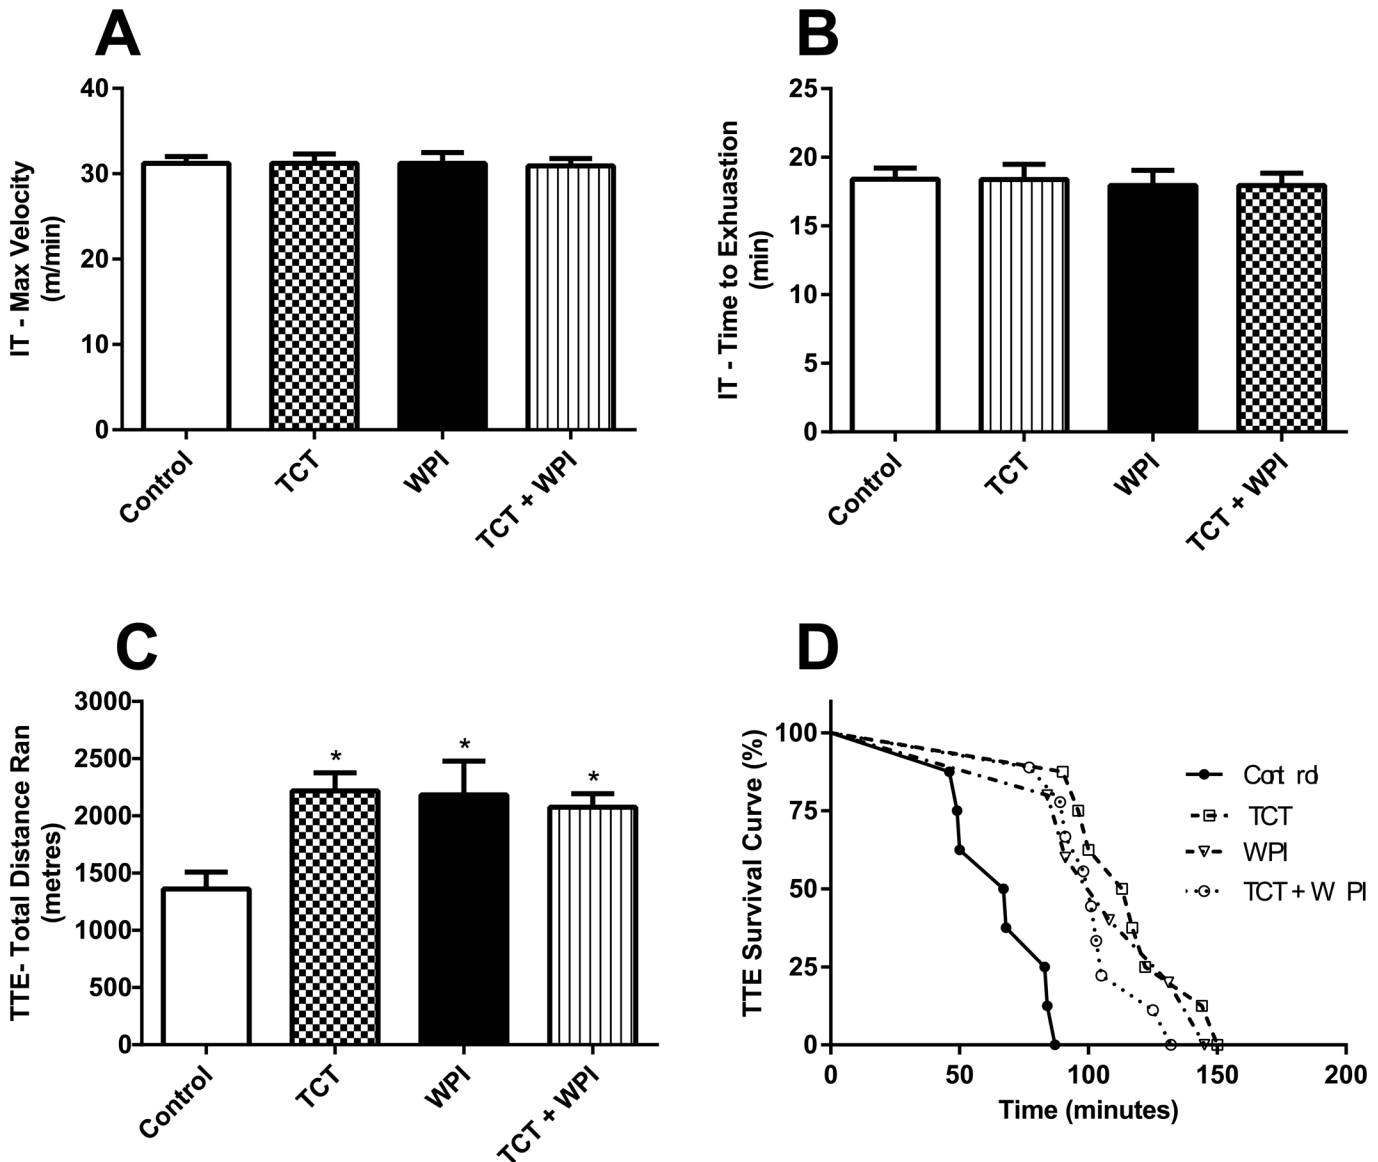 A
IT - Max Velocity
(m/min)
40
30
20
10
0
Control
TCT
WPI
TCT + WPI
B
IT - Time to Exhuastion
(min)
25
20
15
10
5
0
Control
TCT
WPI
TCT + WPI
C
TTE- Total Distance Ran
(metres)
3000
2500
2000
1500
1000
500
0
*
*
*
Control
TCT
WPI
TCT + WPI
D
TTE Survival Curve (%)
100
75
50
25
0
0
50
100
150
200
Time (minutes)
Cont rol
TCT
WPI
TCT + W PI